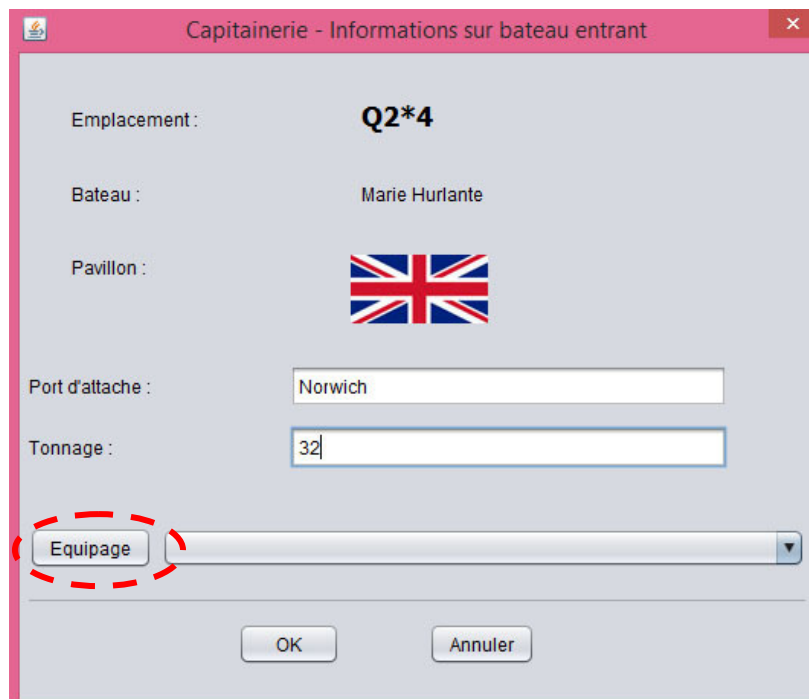 Capitainerie - Informations sur bateau entrant
Emplacement : Q2*4
Bateau : Marie Hurlante
Pavillon :
Port d'attache : Norwich
Tonnage : 32
Equipage
OK Annuler